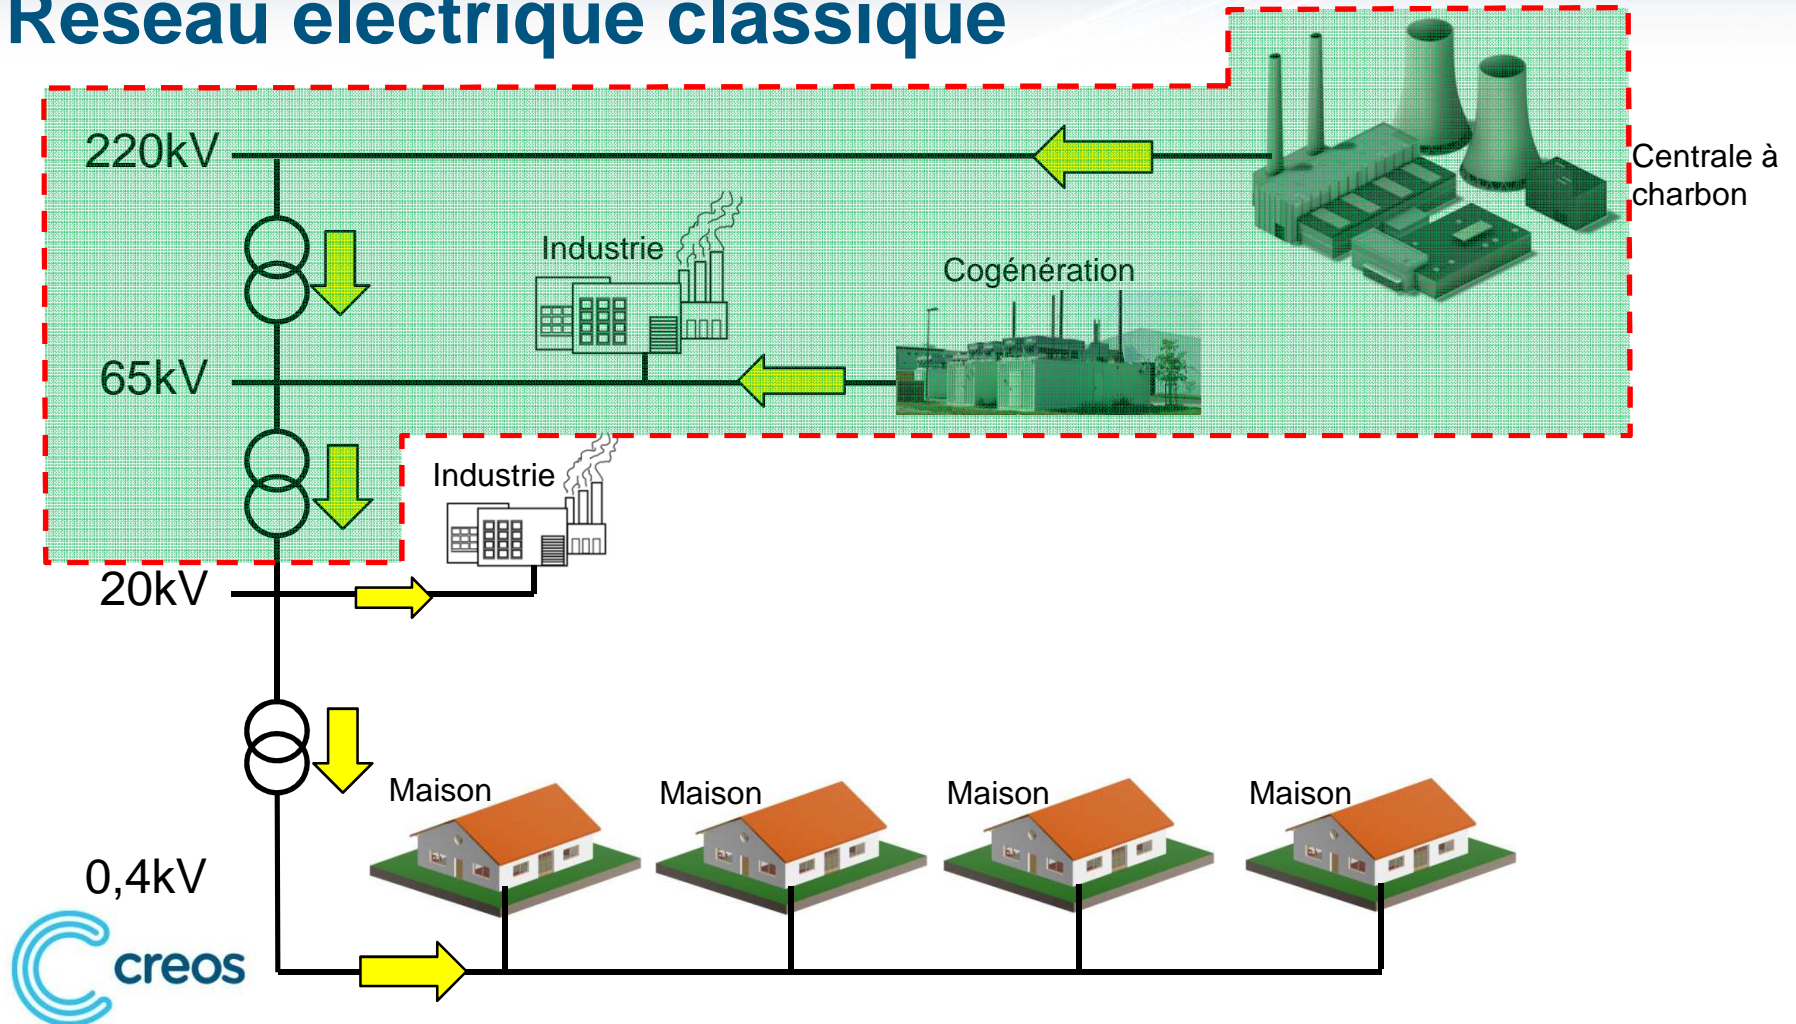 Réseau électrique classique
220kV
Centrale à
charbon
Industrie
Cogénération
65kV
Industrie
20kV
Maison
Maison
Maison
Maison
0,4kV
creos